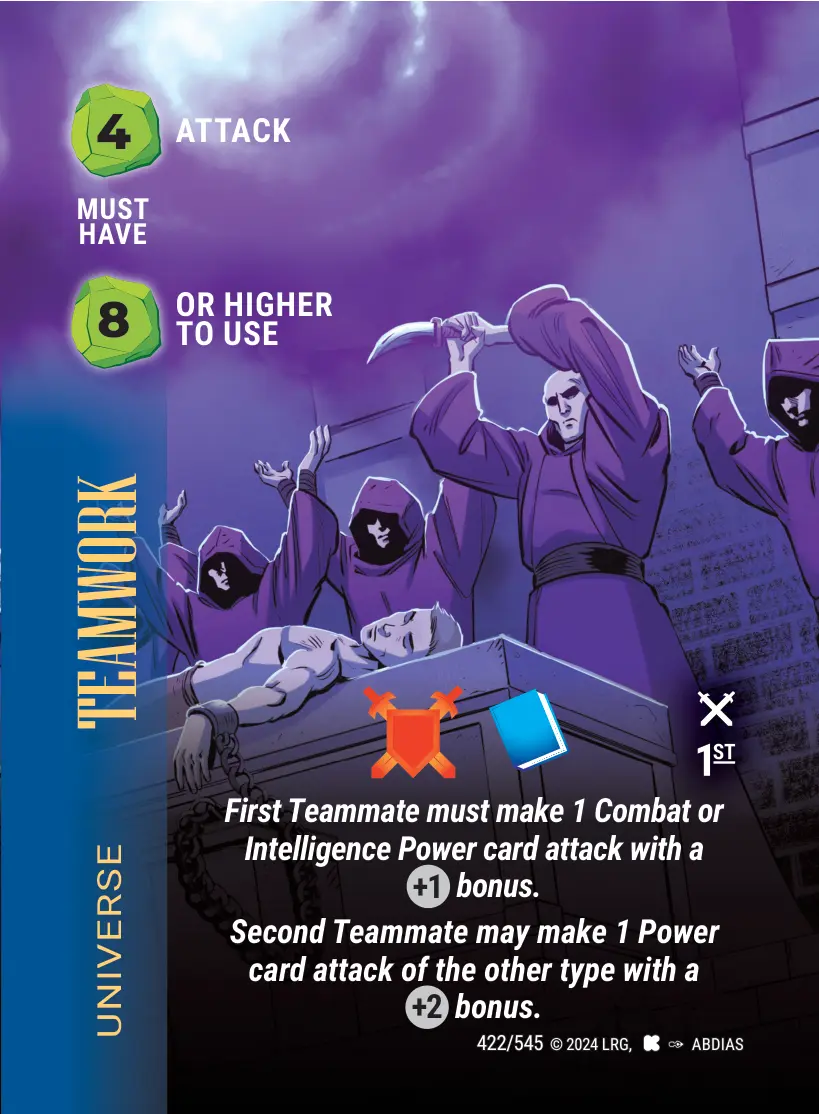 4 ATTACK
MUST
HAVE
8 OR HIGHER
TO USE
TEAMWORK
UNIVERSE
1ST
First Teammate must make 1 Combat or
Intelligence Power card attack with a
+1 bonus.
Second Teammate may make 1 Power
card attack of the other type with a
+2 bonus.
422/545 © 2024 LRG, ABDIAS